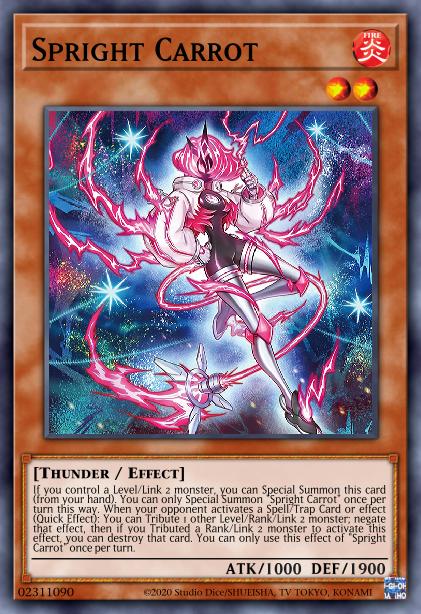 SPRIGHT CARROT
FIRE
炎
[THUNDER / EFFECT]
If you control a Level/Link 2 monster, you can Special Summon this card
(from your hand). You can only Special Summon "Spright Carrot" once per
turn this way. When your opponent activates a Spell/Trap Card or effect
(Quick Effect): You can Tribute 1 other Level/Rank/Link 2 monster; negate
that effect, then if you Tributed a Rank/Link 2 monster to activate this
effect, you can destroy that card. You can only use this effect of "Spright
Carrot" once per turn.
ATK/1000 DEF/1900
02311090
©2020 Studio Dice/SHUEISHA, TV TOKYO, KONAMI